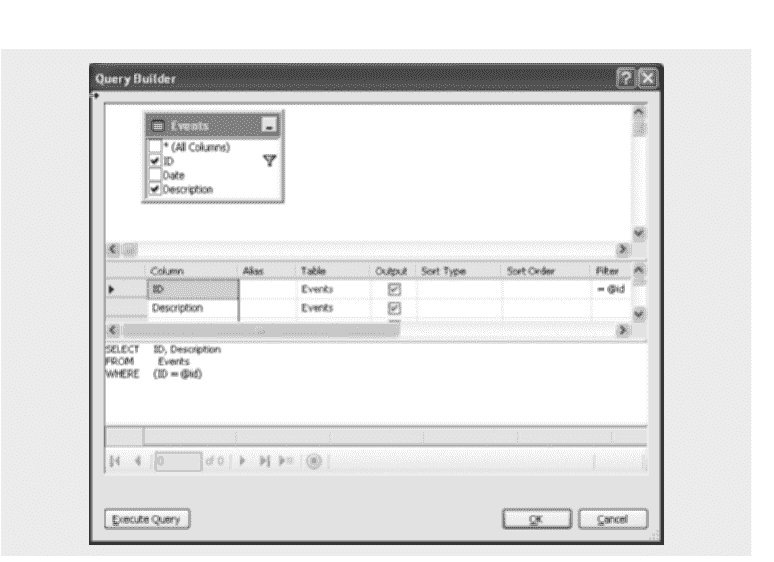 Query Builder
Events
* (All Columns)
ID
Date
Description
Column Alias Table Output Sort Type Sort Order Filter
ID Events = @id
Description Events
SELECT ID, Description
FROM Events
WHERE (ID = @id)
0 of 0
Execute Query OK Cancel